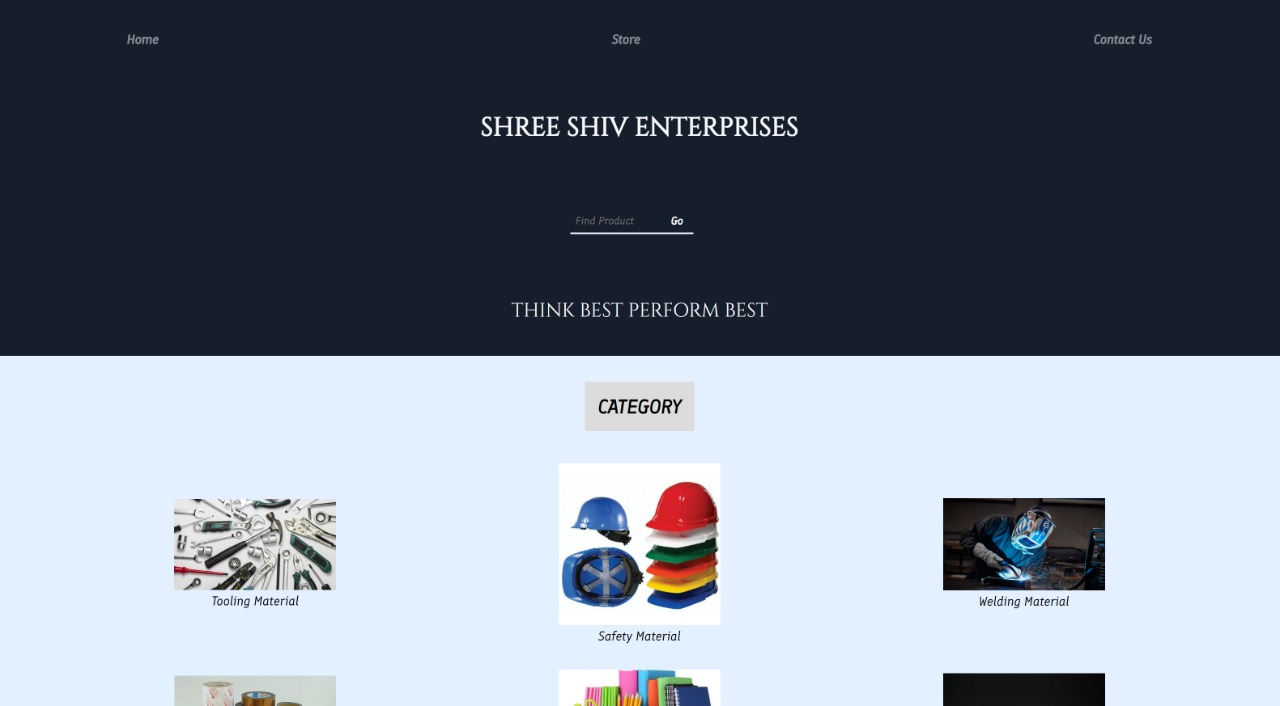 Home Store Contact Us
SHREE SHIV ENTERPRISES
Find Product Go
THINK BEST PERFORM BEST
CATEGORY
Tooling Material
Safety Material
Welding Material